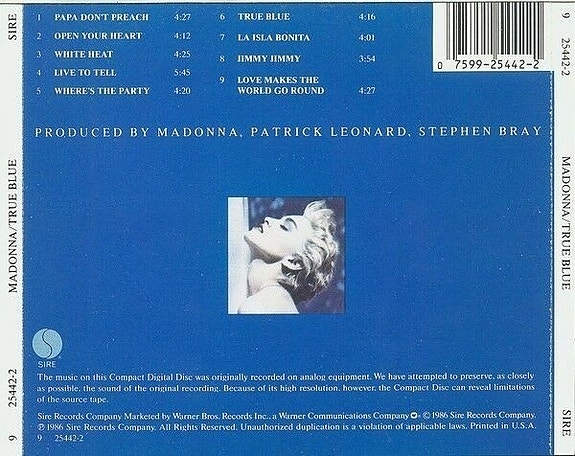 SIRE
MADONNA/TRUE BLUE
9 25442-2
1 PAPA DON'T PREACH 4:27
2 OPEN YOUR HEART 4:12
3 WHITE HEAT 4:25
4 LIVE TO TELL 5:45
5 WHERE'S THE PARTY 4:20
6 TRUE BLUE 4:16
7 LA ISLA BONITA 4:01
8 JIMMY JIMMY 3:54
9 LOVE MAKES THE
WORLD GO ROUND 4:27
0 7599-25442-2
PRODUCED BY MADONNA, PATRICK LEONARD, STEPHEN BRAY
S
SIRE
The music on this Compact Digital Disc was originally recorded on analog equipment. We have attempted to preserve, as closely
as possible, the sound of the original recording. Because of its high resolution, however, the Compact Disc can reveal limitations
of the source tape.
Sire Records Company Marketed by Warner Bros. Records Inc., a Warner Communications Company - © 1986 Sire Records Company.
℗ 1986 Sire Records Company. All Rights Reserved. Unauthorized duplication is a violation of applicable laws. Printed in U.S.A.
9 25442-2
9 25442-2
MADONNA/TRUE BLUE
SIRE